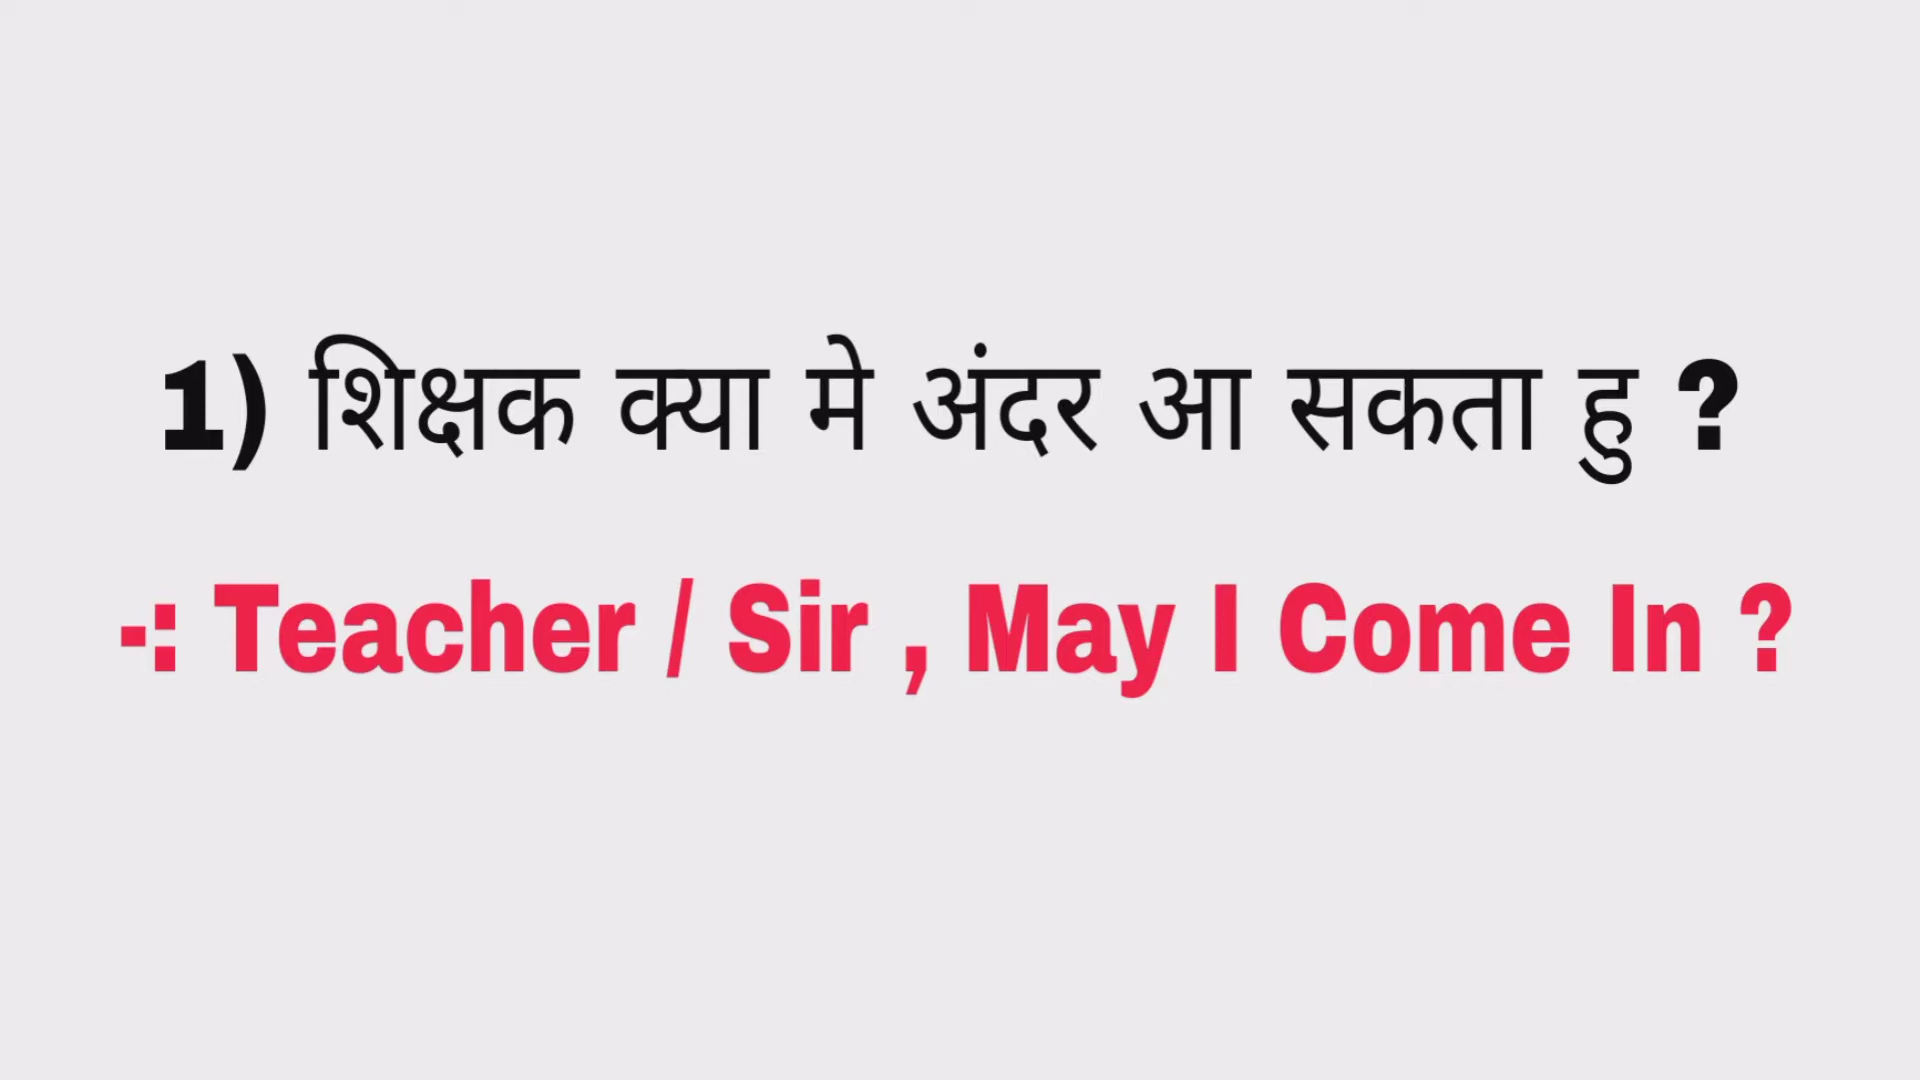 1) शिक्षक क्या मे अंदर आ सकता हु ?
-: Teacher / Sir , May I Come In ?